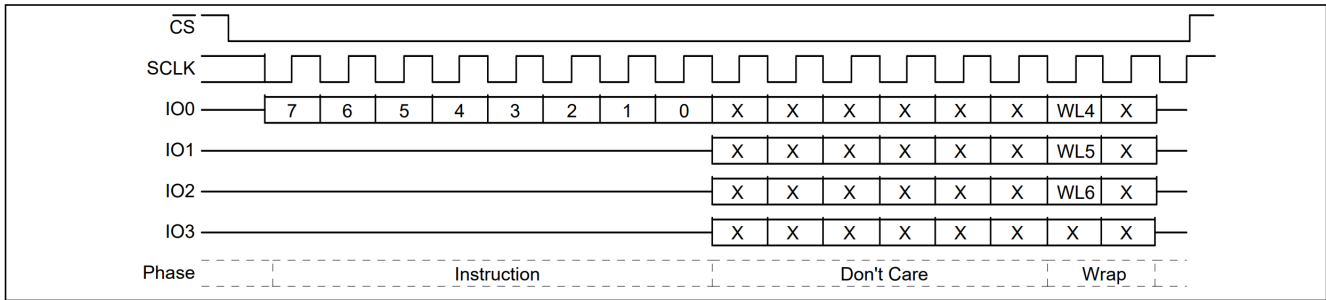 CS
SCLK
IO0 7 6 5 4 3 2 1 0 X X X X X X WL4 X
IO1 X X X X X X WL5 X
IO2 X X X X X X WL6 X
IO3 X X X X X X X X
Phase Instruction Don't Care Wrap